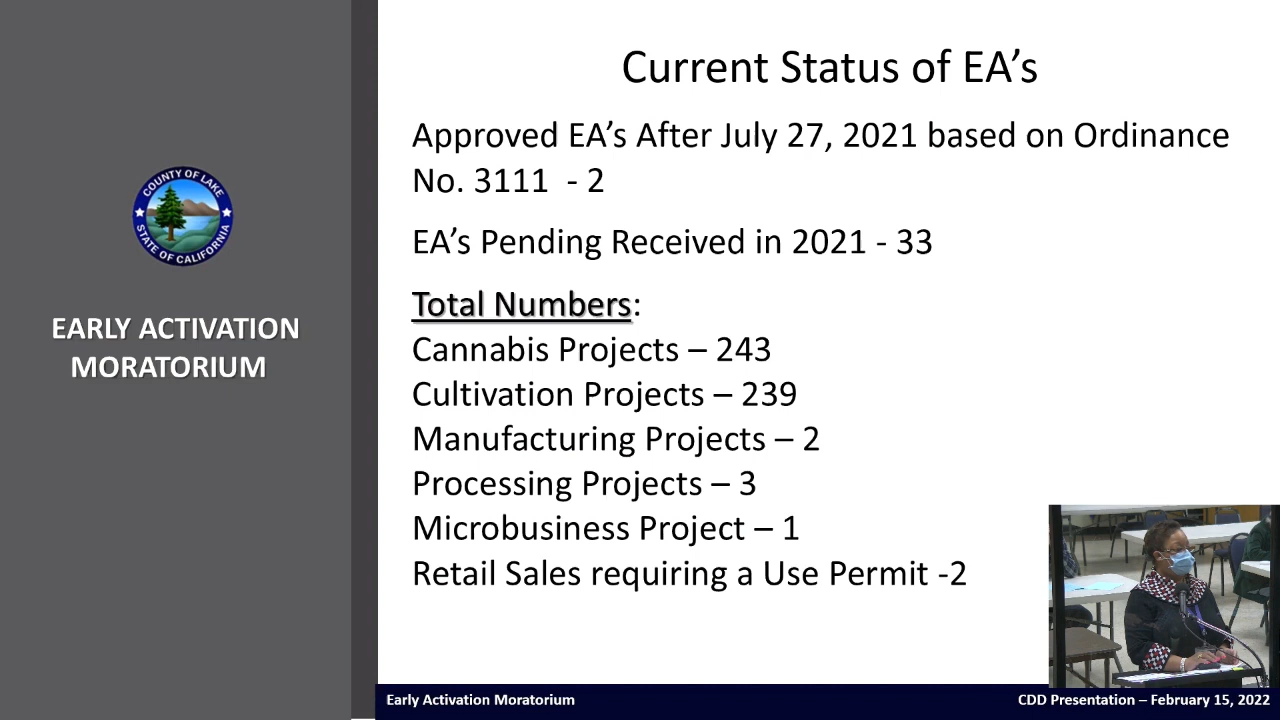 COUNTY OF LAKE
STATE OF CALIFORNIA
EARLY ACTIVATION
MORATORIUM
Current Status of EA’s
Approved EA’s After July 27, 2021 based on Ordinance
No. 3111 - 2
EA’s Pending Received in 2021 - 33
Total Numbers:
Cannabis Projects – 243
Cultivation Projects – 239
Manufacturing Projects – 2
Processing Projects – 3
Microbusiness Project – 1
Retail Sales requiring a Use Permit -2
Early Activation Moratorium
CDD Presentation – February 15, 2022